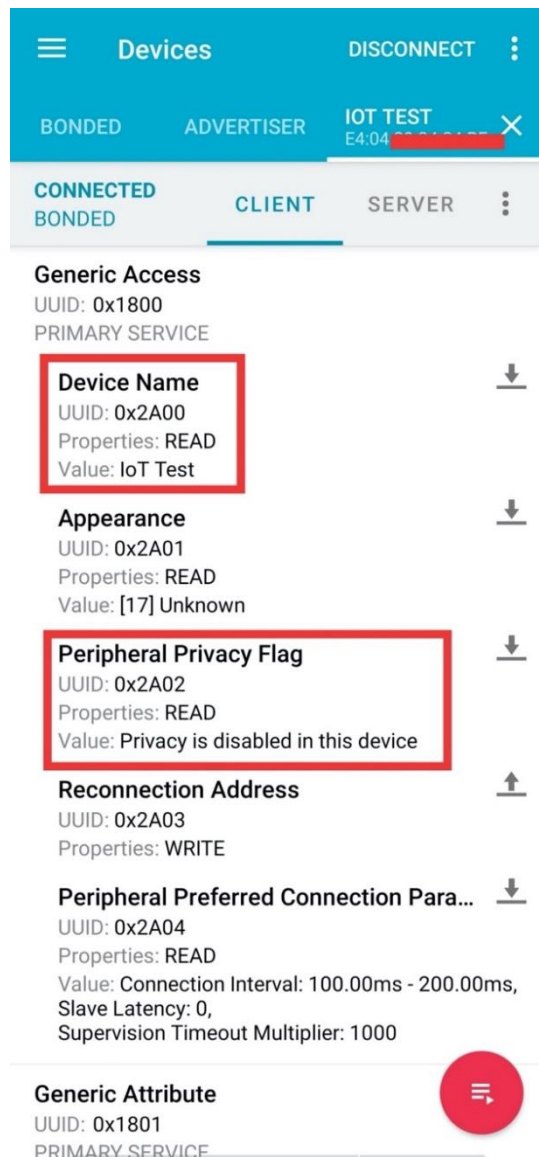 Devices
DISCONNECT
BONDED
ADVERTISER
IOT TEST
E4:04
CONNECTED
BONDED
CLIENT
SERVER
Generic Access
UUID: 0x1800
PRIMARY SERVICE
Device Name
UUID: 0x2A00
Properties: READ
Value: IoT Test
Appearance
UUID: 0x2A01
Properties: READ
Value: [17] Unknown
Peripheral Privacy Flag
UUID: 0x2A02
Properties: READ
Value: Privacy is disabled in this device
Reconnection Address
UUID: 0x2A03
Properties: WRITE
Peripheral Preferred Connection Para...
UUID: 0x2A04
Properties: READ
Value: Connection Interval: 100.00ms - 200.00ms,
Slave Latency: 0,
Supervision Timeout Multiplier: 1000
Generic Attribute
UUID: 0x1801
PRIMARY SERVICE